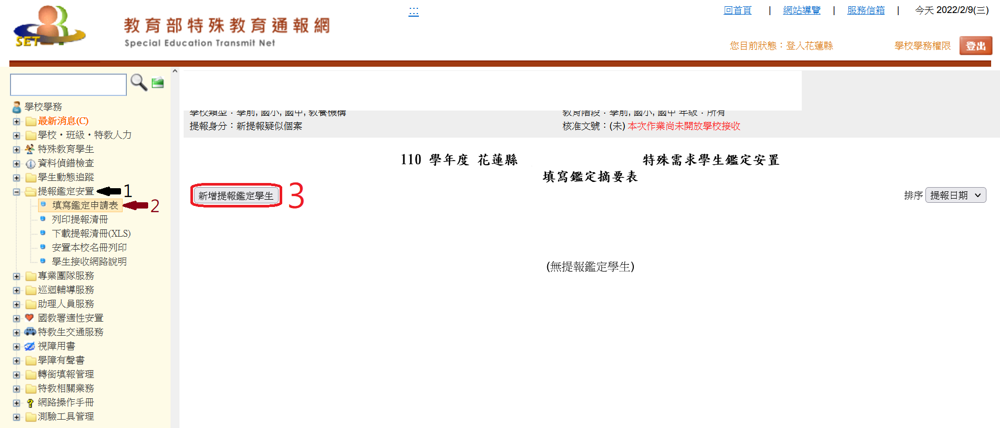 :::
回首頁 | 網站導覽 | 服務信箱 | 今天 2022/2/9(三)
SET
教育部特殊教育通報網
Special Education Transmit Net
您目前狀態：登入花蓮縣 學校學務權限 登出
學校學務
最新消息(C)
學校・班級・特教人力
特殊教育學生
資料偵錯檢查
學生動態追蹤
提報鑑定安置 1
填寫鑑定申請表 2
列印提報清冊
下載提報清冊(XLS)
安置本校名冊列印
學生接收網路說明
專業團隊服務
巡迴輔導服務
助理人員服務
國教署適性安置
特教生交通服務
視障用書
學障有聲書
轉銜填報管理
特教相關業務
網路操作手冊
測驗工具管理
學校類型：學前, 國小, 國中, 教養機構 教育階段：學前, 國小, 國中 年級：所有
提報身分：新提報疑似個案 核准文號：(未) 本次作業尚未開放學校接收
110 學年度 花蓮縣 特殊需求學生鑑定安置
填寫鑑定摘要表
新增提報鑑定學生 3 排序 提報日期
(無提報鑑定學生)